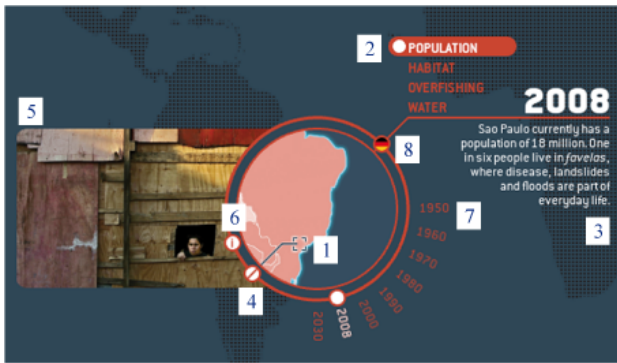 2
POPULATION
HABITAT
OVERFISHING
WATER
2008
5
8
Sao Paulo currently has a
population of 18 million. One
in six people live in favelas,
where disease, landslides
and floods are part of
everyday life.
7
3
6
i
1
4
1950
1960
1970
1980
1990
2000
2008
2030